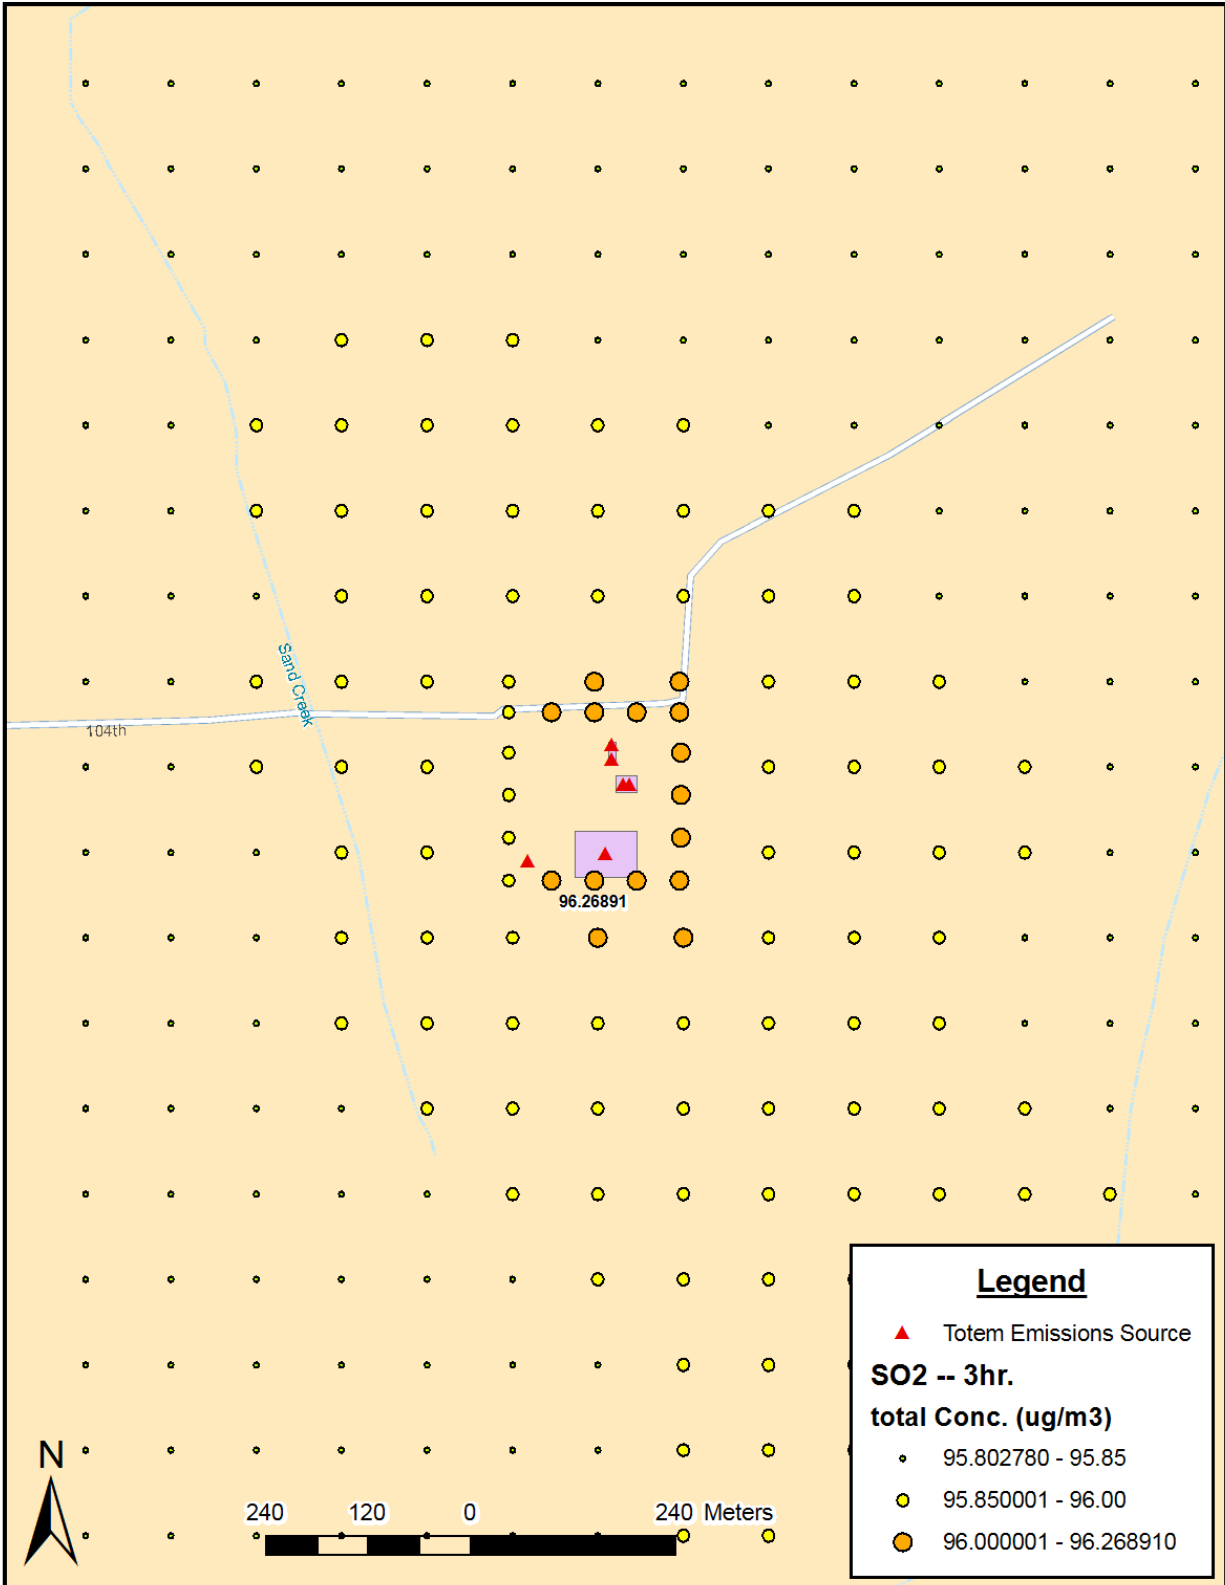 Sand Creek
104th
96.26891
Legend
Totem Emissions Source
SO2 -- 3hr.
total Conc. (ug/m3)
95.802780 - 95.85
95.850001 - 96.00
96.000001 - 96.268910
N
240 120 0 240 Meters